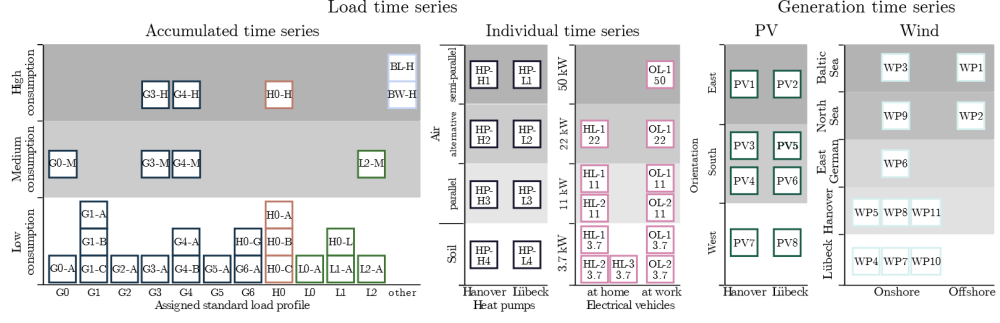 Load time series
Generation time series
Accumulated time series
Individual time series
PV
Wind
High
consumption
BL-H
G3-H G4-H H0-H BW-H
Medium
consumption
G0-M G3-M G4-M L2-M
Low
consumption
G1-A H0-A
G1-B G4-A H0-G H0-B H0-L
G0-A G1-C G2-A G3-A G4-B G5-A G6-A H0-C L0-A L1-A L2-A
G0 G1 G2 G3 G4 G5 G6 H0 L0 L1 L2 other
Assigned standard load profile
Air
semi-parallel
alternative
parallel
Soil
HP-
H1
HP-
L1
HP-
H2
HP-
L2
HP-
H3
HP-
L3
HP-
H4
HP-
L4
Hanover Lübeck
Heat pumps
50 kW
22 kW
11 kW
3.7 kW
OL-1
50
HL-1
22
OL-1
22
HL-1
11
OL-1
11
HL-2
11
OL-2
11
HL-1
3.7
OL-1
3.7
HL-2
3.7
HL-3
3.7
OL-2
3.7
at home at work
Electrical vehicles
Orientation
East
South
West
PV1 PV2
PV3 PV5
PV4 PV6
PV7 PV8
Hanover Lübeck
Baltic
Sea
North
Sea
East
German
Hanover
Lübeck
WP3 WP1
WP9 WP2
WP6
WP5 WP8 WP11
WP4 WP7 WP10
Onshore Offshore